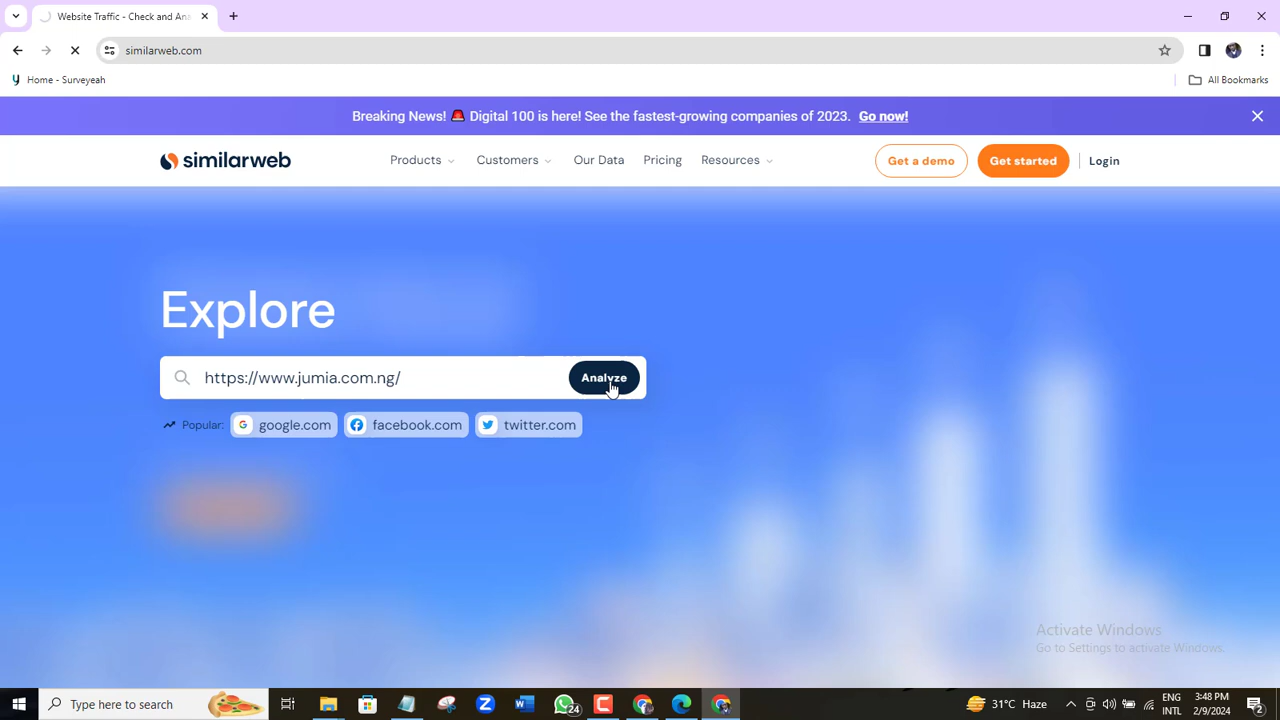 Website Traffic - Check and Ana
similarweb.com
Home - Surveyeah
All Bookmarks
Breaking News! 🚨 Digital 100 is here! See the fastest-growing companies of 2023. Go now!
similarweb
Products
Customers
Our Data
Pricing
Resources
Get a demo
Get started
Login
Explore
https://www.jumia.com.ng/
Analyze
Popular:
google.com
facebook.com
twitter.com
Activate Windows
Go to Settings to activate Windows.
Type here to search
24
31°C Haze
ENG
INTL
3:48 PM
2/9/2024
2